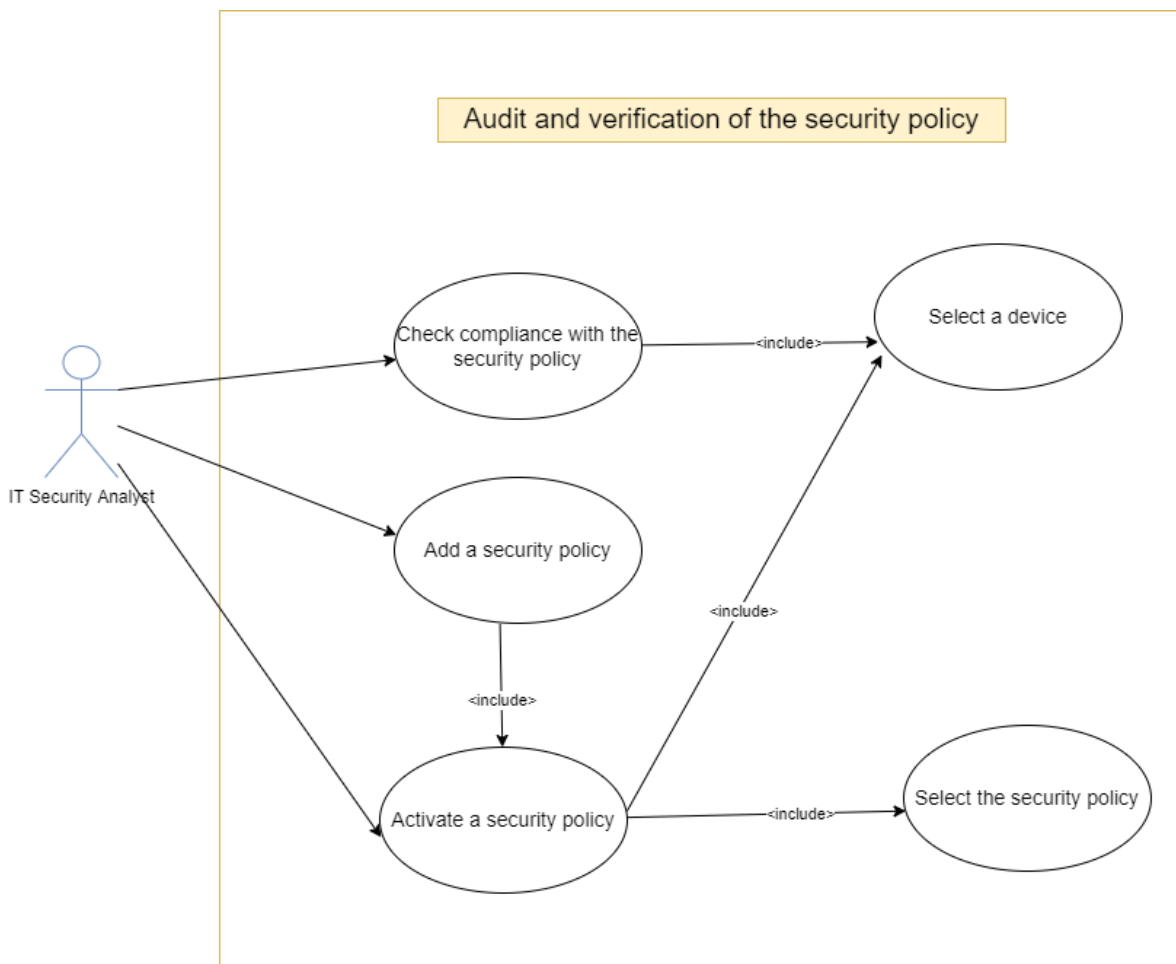 Audit and verification of the security policy
Check compliance with the
security policy
<include>
Select a device
IT Security Analyst
Add a security policy
<include>
<include>
Activate a security policy
<include>
Select the security policy